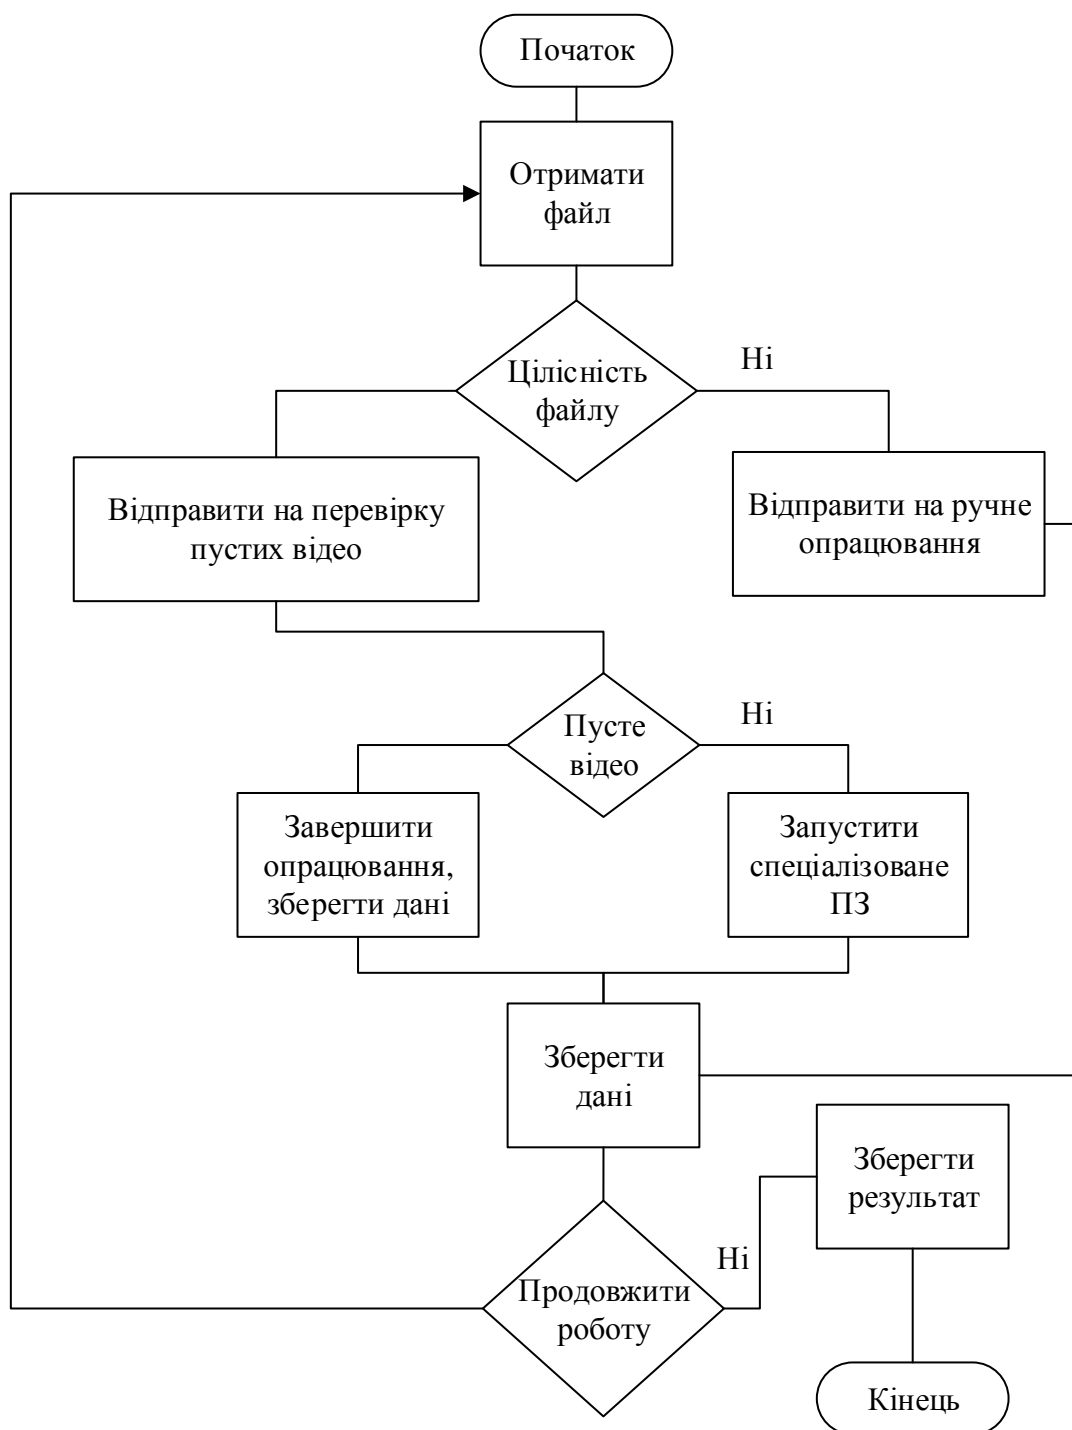 Початок
Отримати
файл
Цілісність
файлу
Ні
Відправити на перевірку
пустих відео
Відправити на ручне
опрацювання
Пусте
відео
Ні
Завершити
опрацювання,
зберегти дані
Запустити
спеціалізоване
ПЗ
Зберегти
дані
Зберегти
результат
Ні
Продовжити
роботу
Кінець